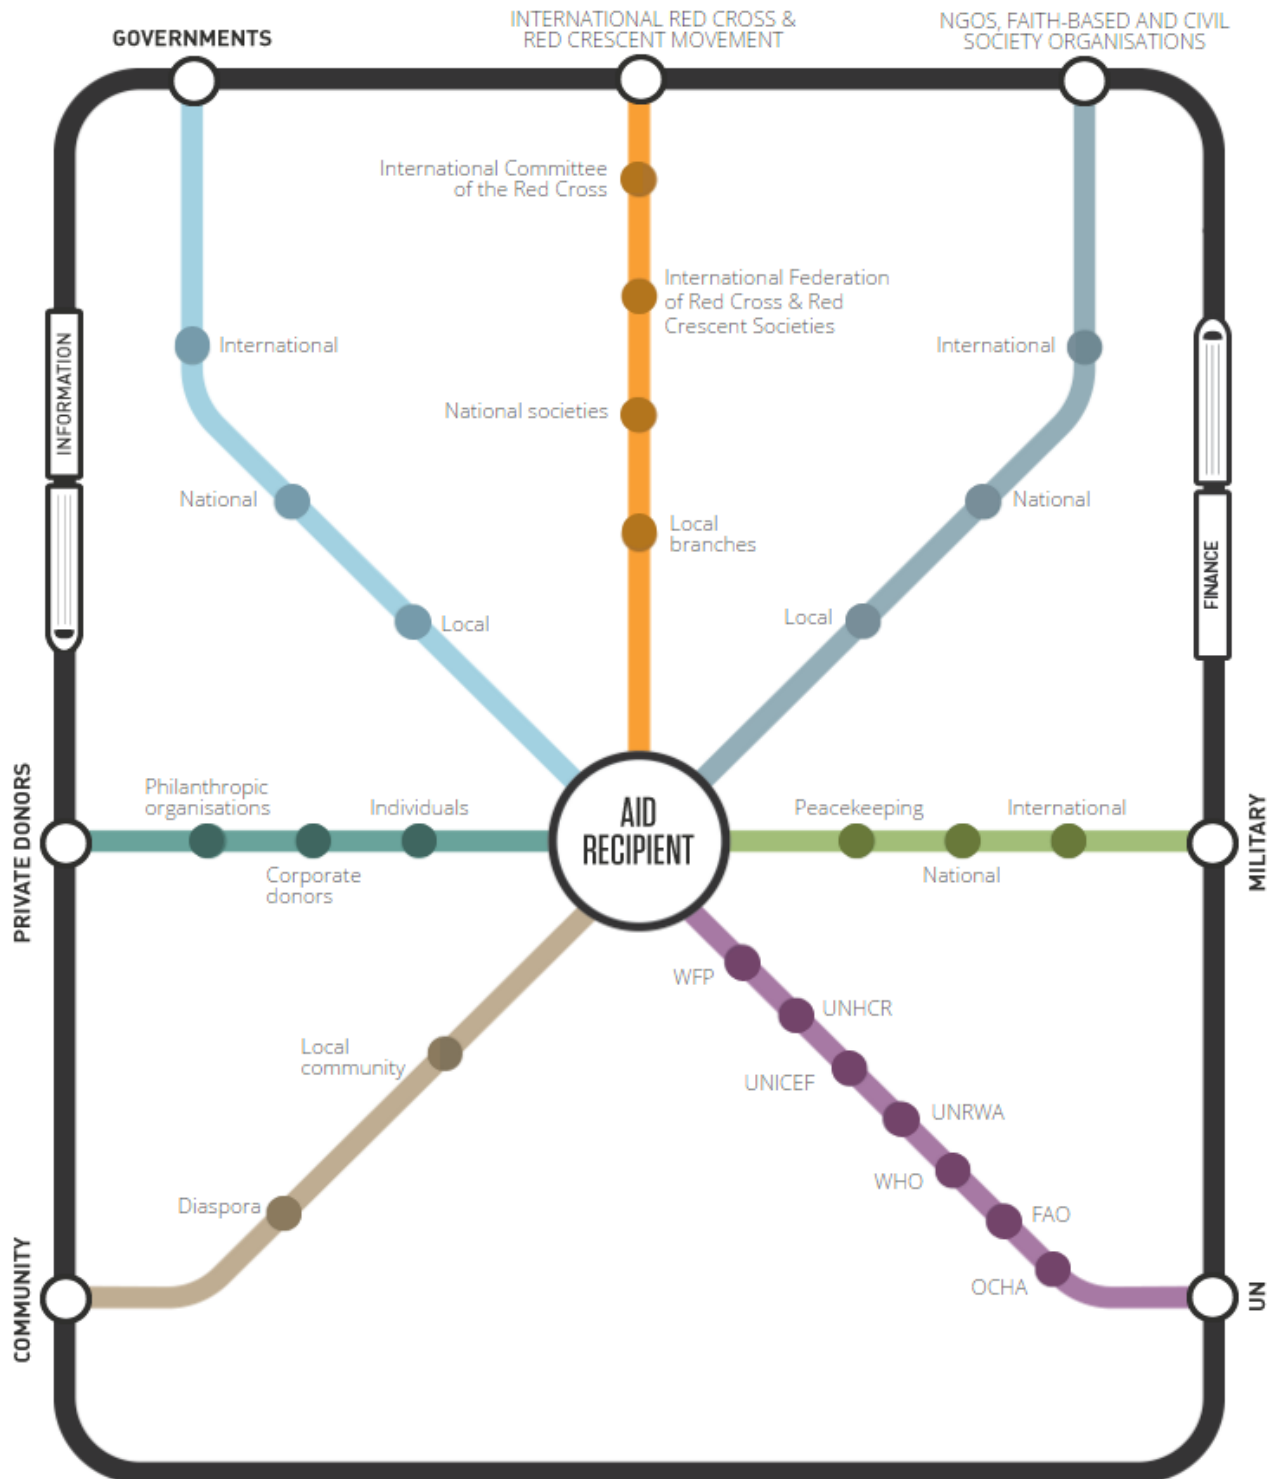 GOVERNMENTS
INTERNATIONAL RED CROSS &
RED CRESCENT MOVEMENT
NGOS, FAITH-BASED AND CIVIL
SOCIETY ORGANISATIONS
International Committee
of the Red Cross
International Federation
of Red Cross & Red
Crescent Societies
International
International
INFORMATION
National societies
National
National
Local
branches
FINANCE
Local
Local
PRIVATE DONORS
Philanthropic
organisations
Individuals
Corporate
donors
AID
RECIPIENT
Peacekeeping
International
National
MILITARY
WFP
UNHCR
Local
community
UNICEF
UNRWA
WHO
Diaspora
FAO
OCHA
COMMUNITY
UN